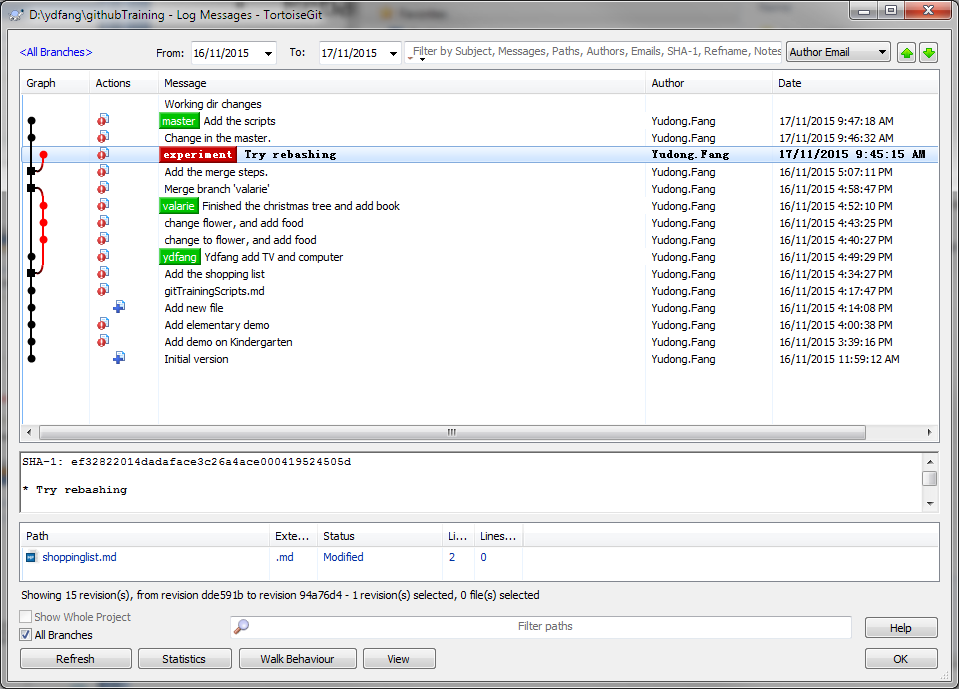 D:\ydfang\githubTraining - Log Messages - TortoiseGit
<All Branches> From: 16/11/2015 To: 17/11/2015 Filter by Subject, Messages, Paths, Authors, Emails, SHA-1, Refname, Notes Author Email
Graph Actions Message Author Date
Working dir changes
master Add the scripts Yudong.Fang 17/11/2015 9:47:18 AM
Change in the master. Yudong.Fang 17/11/2015 9:46:32 AM
experiment Try rebashing Yudong.Fang 17/11/2015 9:45:15 AM
Add the merge steps. Yudong.Fang 16/11/2015 5:07:11 PM
Merge branch 'valarie' Yudong.Fang 16/11/2015 4:58:47 PM
valarie Finished the christmas tree and add book Yudong.Fang 16/11/2015 4:52:10 PM
change flower, and add food Yudong.Fang 16/11/2015 4:43:25 PM
change to flower, and add food Yudong.Fang 16/11/2015 4:40:27 PM
ydfang Ydfang add TV and computer Yudong.Fang 16/11/2015 4:49:29 PM
Add the shopping list Yudong.Fang 16/11/2015 4:34:27 PM
gitTrainingScripts.md Yudong.Fang 16/11/2015 4:17:47 PM
Add new file Yudong.Fang 16/11/2015 4:14:08 PM
Add elementary demo Yudong.Fang 16/11/2015 4:00:38 PM
Add demo on Kindergarten Yudong.Fang 16/11/2015 3:39:16 PM
Initial version Yudong.Fang 16/11/2015 11:59:12 AM
SHA-1: ef32822014dadaface3c26a4ace000419524505d
* Try rebashing
Path Exte... Status Li... Lines...
shoppinglist.md .md Modified 2 0
Showing 15 revision(s), from revision dde591b to revision 94a76d4 - 1 revision(s) selected, 0 file(s) selected
Show Whole Project
All Branches Filter paths Help
Refresh Statistics Walk Behaviour View OK